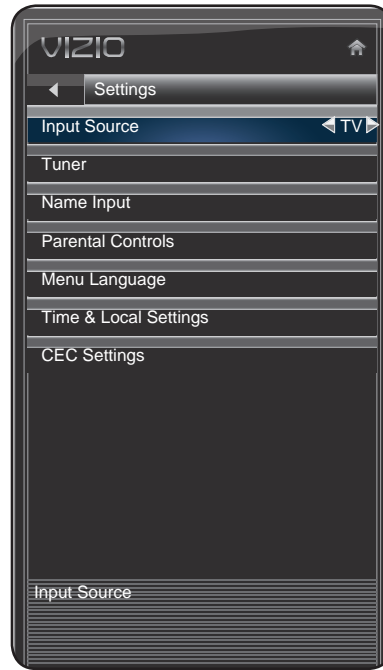 VIZIO
Settings
Input Source TV
Tuner
Name Input
Parental Controls
Menu Language
Time & Local Settings
CEC Settings
Input Source